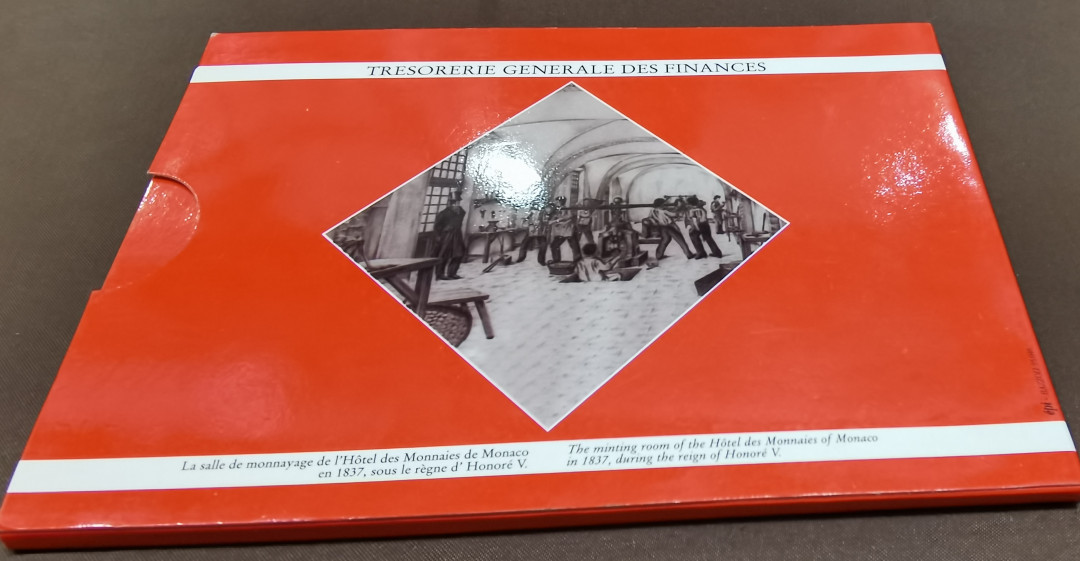 TRESORERIE GENERALE DES FINANCES
La salle de monnayage de l'Hôtel des Monnaies de Monaco
en 1837, sous le règne d' Honoré V.
The minting room of the Hôtel des Monnaies of Monaco
in 1837, during the reign of Honoré V.
épi